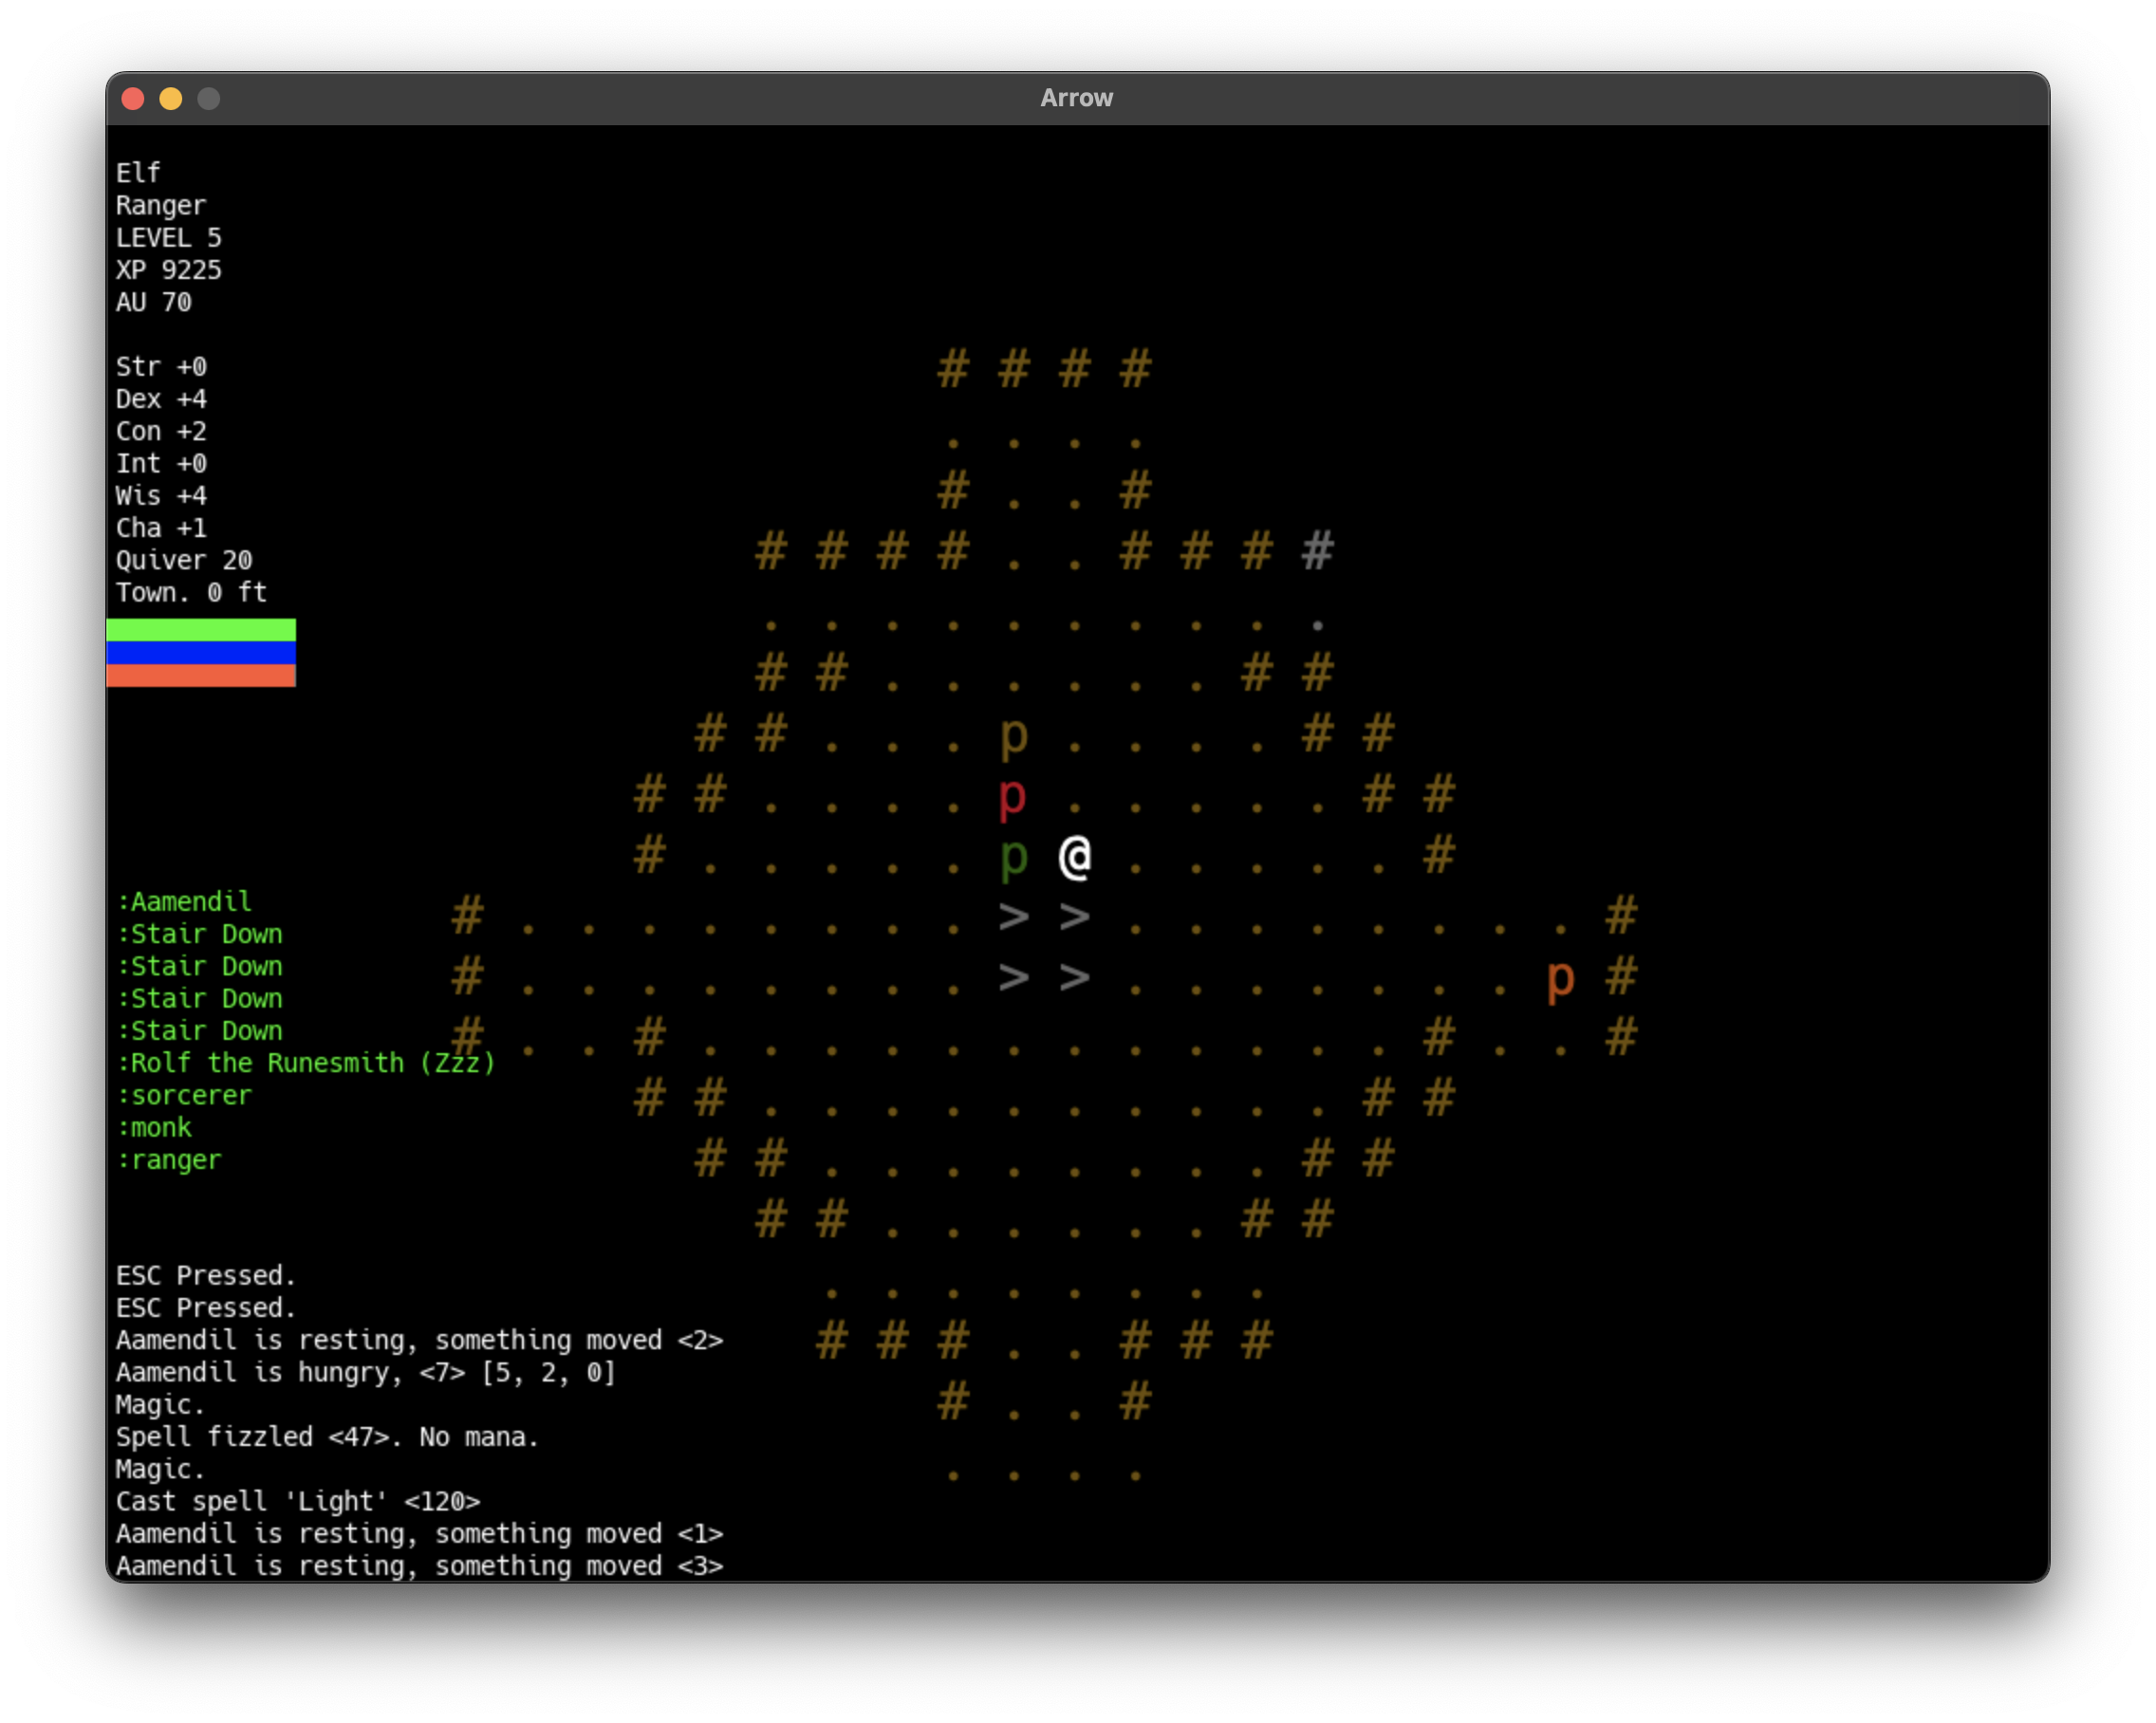 Arrow
Elf
Ranger
LEVEL 5
XP 9225
AU 70
Str +0
Dex +4
Con +2
Int +0
Wis +4
Cha +1
Quiver 20
Town. 0 ft
# # # #
. . . .
# . . #
# # # # . . # # # #
. . . . . . . . . .
# # . . . . . . # #
# # . . . p . . . . # #
# # . . . . p . . . . . # #
# . . . . . p @ . . . . . #
# . . . . . . . . > > . . . . . . . . #
# . . . . . . . . > > . . . . . . . p #
# . . # . . . . . . . . . . . . # . . #
# # . . . . . . . . . . # #
# # . . . . . . . . # #
# # . . . . . . # #
. . . . . . . .
# # # . . # # #
# . . #
. . . .
:Aamendil
:Stair Down
:Stair Down
:Stair Down
:Stair Down
:Rolf the Runesmith (Zzz)
:sorcerer
:monk
:ranger
ESC Pressed.
ESC Pressed.
Aamendil is resting, something moved <2>
Aamendil is hungry, <7> [5, 2, 0]
Magic.
Spell fizzled <47>. No mana.
Magic.
Cast spell 'Light' <120>
Aamendil is resting, something moved <1>
Aamendil is resting, something moved <3>